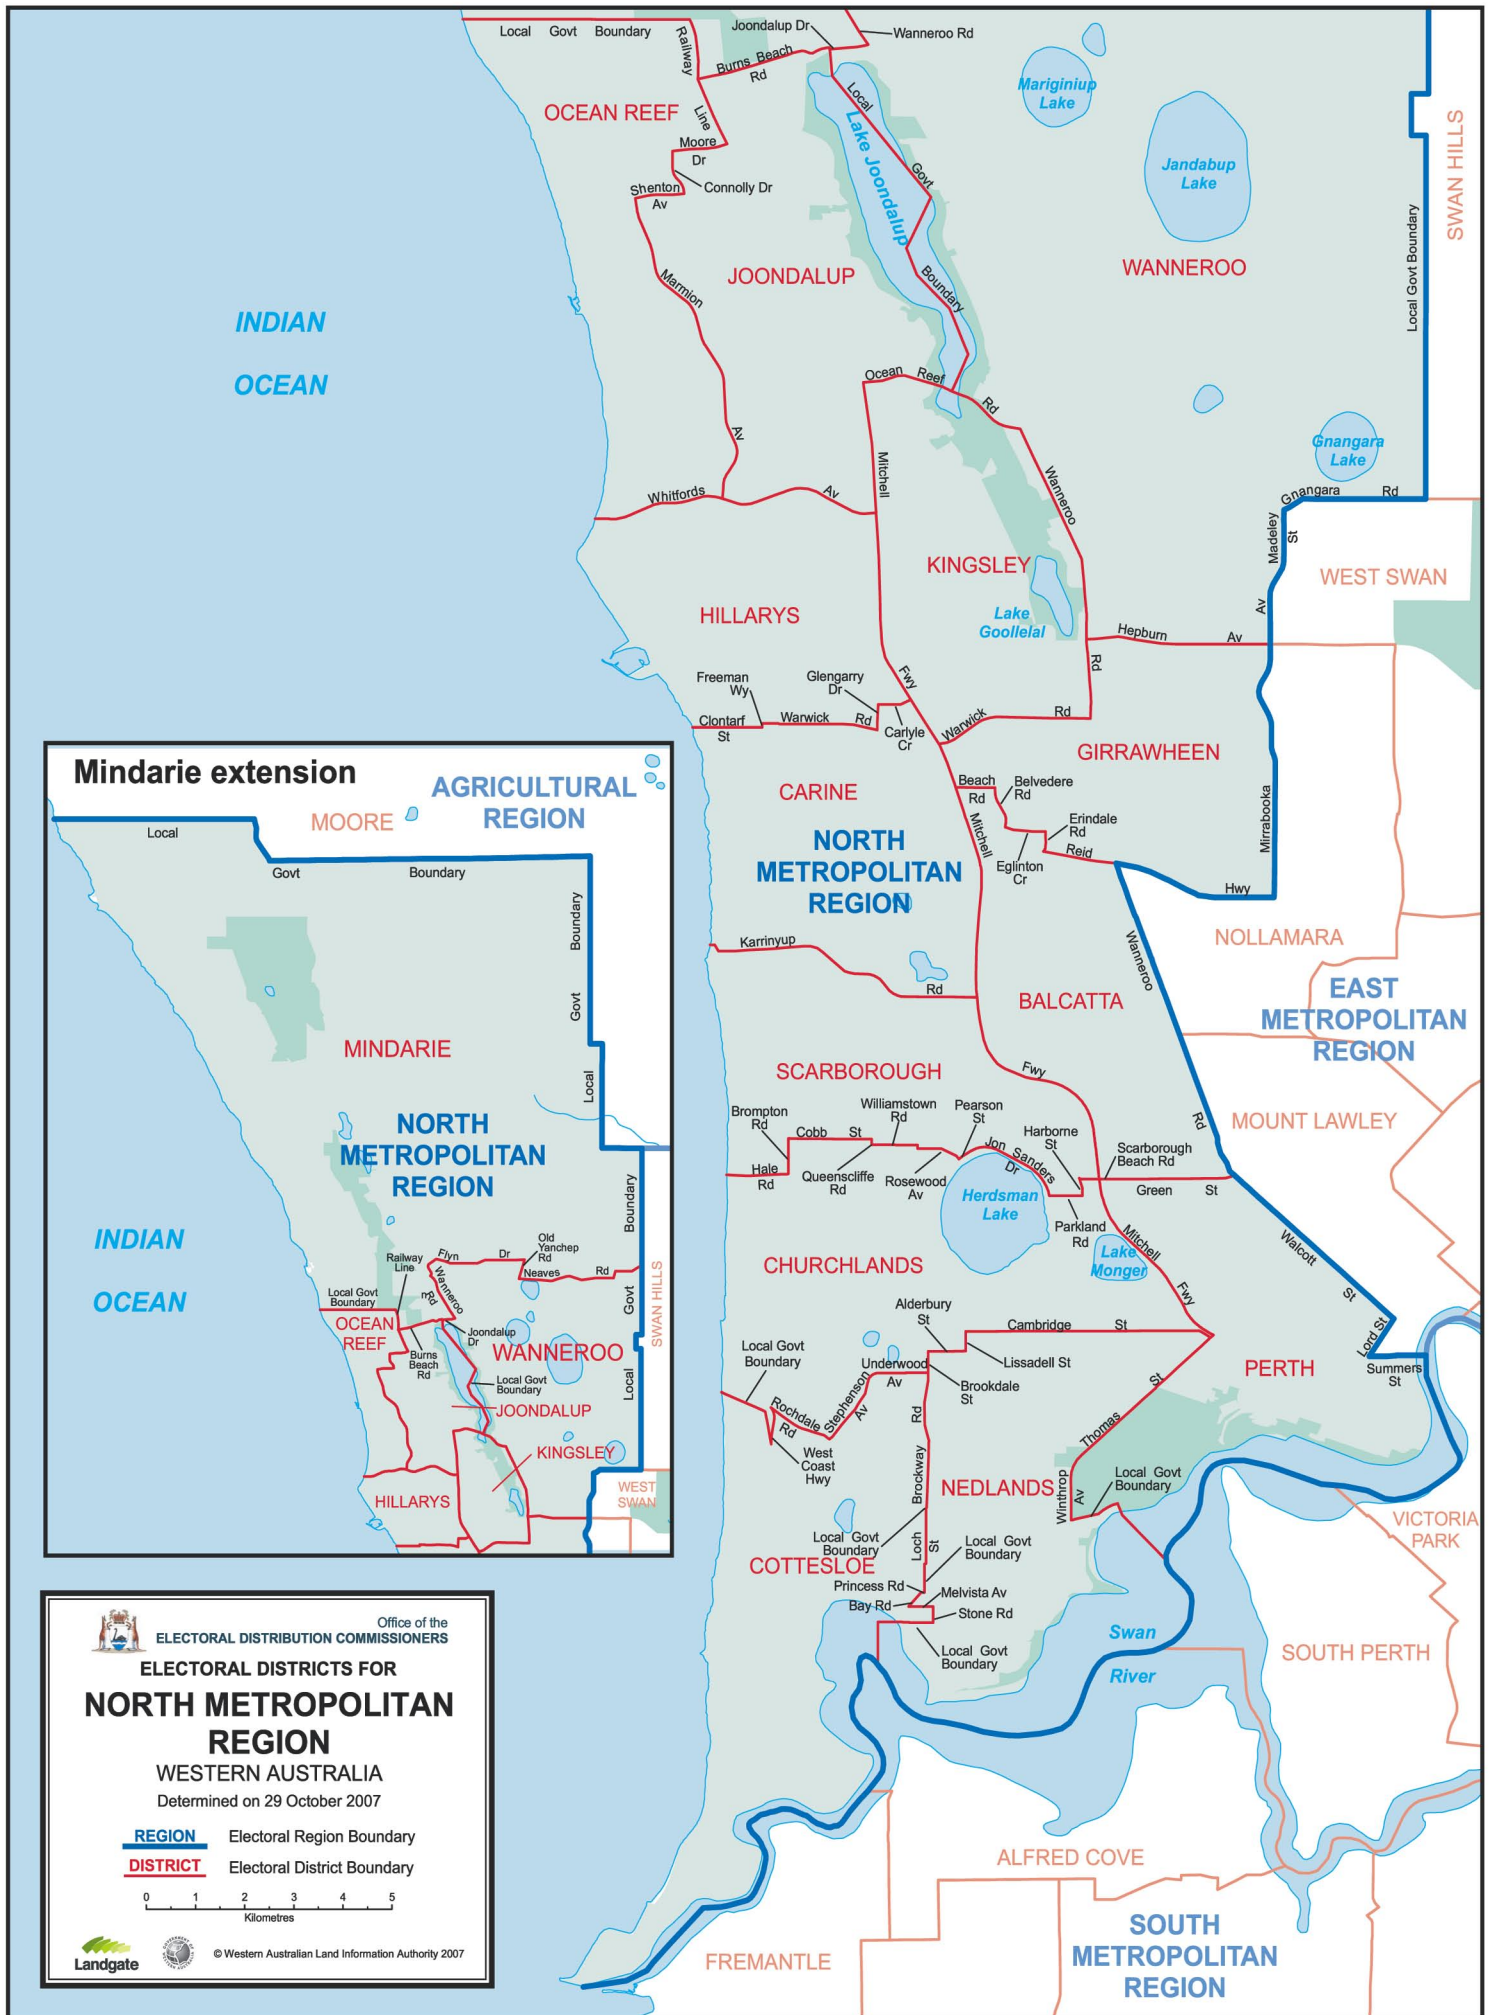 Local Govt Boundary
Railway
Line
Joondalup Dr
Wanneroo Rd
Burns Beach
Rd
OCEAN REEF
Moore
Dr
Connolly Dr
Shenton
Av
Local
Govt
Boundary
Lake Joondalup
Mariginiup
Lake
Jandabup
Lake
SWAN HILLS
Local Govt Boundary
JOONDALUP
WANNEROO
Marmion
Av
INDIAN
OCEAN
Ocean Reef
Rd
Gnangara
Lake
Mitchell
Wanneroo
Whitfords
Av
Gnangara Rd
Madeley
St
KINGSLEY
WEST SWAN
HILLARYS
Lake
Goollelal
Av
Hepburn Av
Rd
Fwy
Freeman
Wy
Glengarry
Dr
Clontarf
St
Warwick Rd
Carlyle
Cr
Warwick
Rd
GIRRAWHEEN
CARINE
Beach
Rd
Belvedere
Rd
Erindale
Rd
Mitchell
Mirrabooka
NORTH
METROPOLITAN
REGION
Reid
Eglinton
Cr
Hwy
Karrinyup
Rd
Wanneroo
NOLLAMARA
BALCATTA
EAST
METROPOLITAN
REGION
SCARBOROUGH
Fwy
Rd
MOUNT LAWLEY
Brompton
Rd
Cobb St
Williamstown
Rd
Pearson
St
Jon Sanders
Dr
Harborne
St
Scarborough
Beach Rd
Hale
Rd
Queenscliffe
Rd
Rosewood
Av
Green St
Herdsman
Lake
Parkland
Rd
Mitchell
Lake
Monger
Walcott
St
CHURCHLANDS
Fwy
Alderbury
St
Cambridge St
Lord St
Summers
St
Local Govt
Boundary
Underwood
Av
Lissadell St
Brookdale
St
PERTH
Rochdale
Rd
Stephenson
Av
West
Coast
Hwy
Rd
Brockway
Thomas
St
NEDLANDS
Winthrop
Av
Local Govt
Boundary
VICTORIA
PARK
Local Govt
Boundary
Loch
St
Local Govt
Boundary
COTTESLOE
Princess Rd
Melvista Av
Bay Rd
Stone Rd
Local Govt
Boundary
Swan
River
SOUTH PERTH
ALFRED COVE
SOUTH
METROPOLITAN
REGION
FREMANTLE
Mindarie extension
AGRICULTURAL
REGION
MOORE
Local
Govt
Boundary
Boundary
Govt
Local
MINDARIE
NORTH
METROPOLITAN
REGION
Boundary
Govt
Local
INDIAN
OCEAN
Railway
Line
Flyn Dr
Old
Yanchep
Rd
Neaves Rd
Wanneroo
Rd
SWAN HILLS
Local Govt
Boundary
OCEAN
REEF
Burns
Beach
Rd
Joondalup
Dr
WANNEROO
Local Govt
Boundary
JOONDALUP
KINGSLEY
HILLARYS
WEST
SWAN
Office of the
ELECTORAL DISTRIBUTION COMMISSIONERS
ELECTORAL DISTRICTS FOR
NORTH METROPOLITAN
REGION
WESTERN AUSTRALIA
Determined on 29 October 2007
REGION Electoral Region Boundary
DISTRICT Electoral District Boundary
0 1 2 3 4 5
Kilometres
Landgate
© Western Australian Land Information Authority 2007